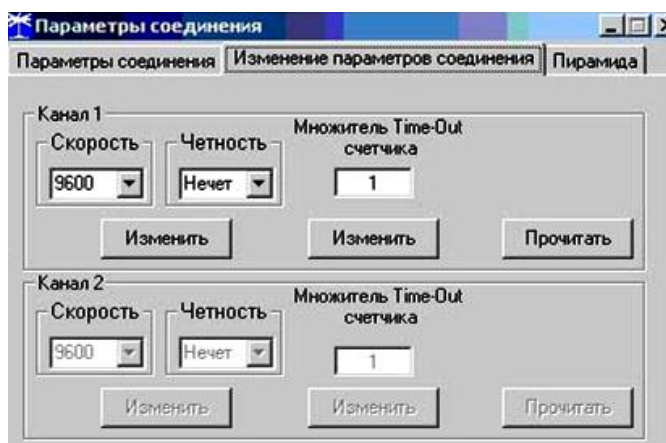 Параметры соединения
Параметры соединения Изменение параметров соединения Пирамида
Канал 1
Скорость Четность Множитель Time-Out
счетчика
9600 Нечет 1
Изменить Изменить Прочитать
Канал 2
Скорость Четность Множитель Time-Out
счетчика
9600 Нечет 1
Изменить Изменить Прочитать